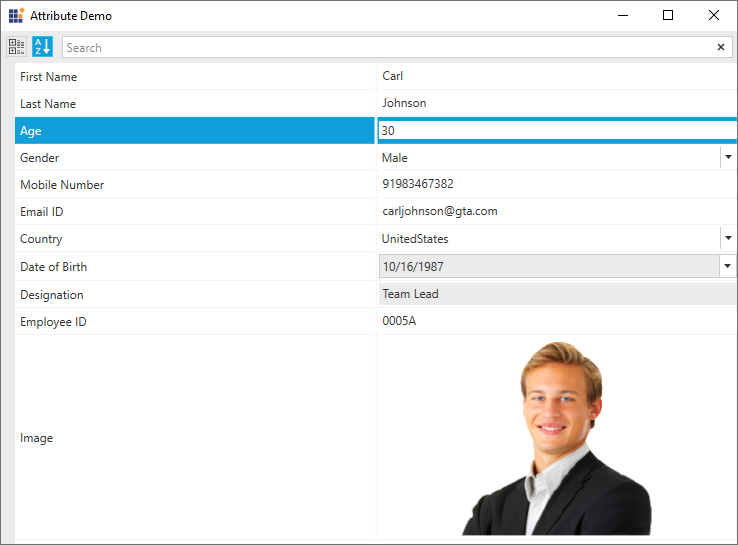 Attribute Demo
Search
First Name Carl
Last Name Johnson
Age 30
Gender Male
Mobile Number 91983467382
Email ID carljohnson@gta.com
Country UnitedStates
Date of Birth 10/16/1987
Designation Team Lead
Employee ID 0005A
Image